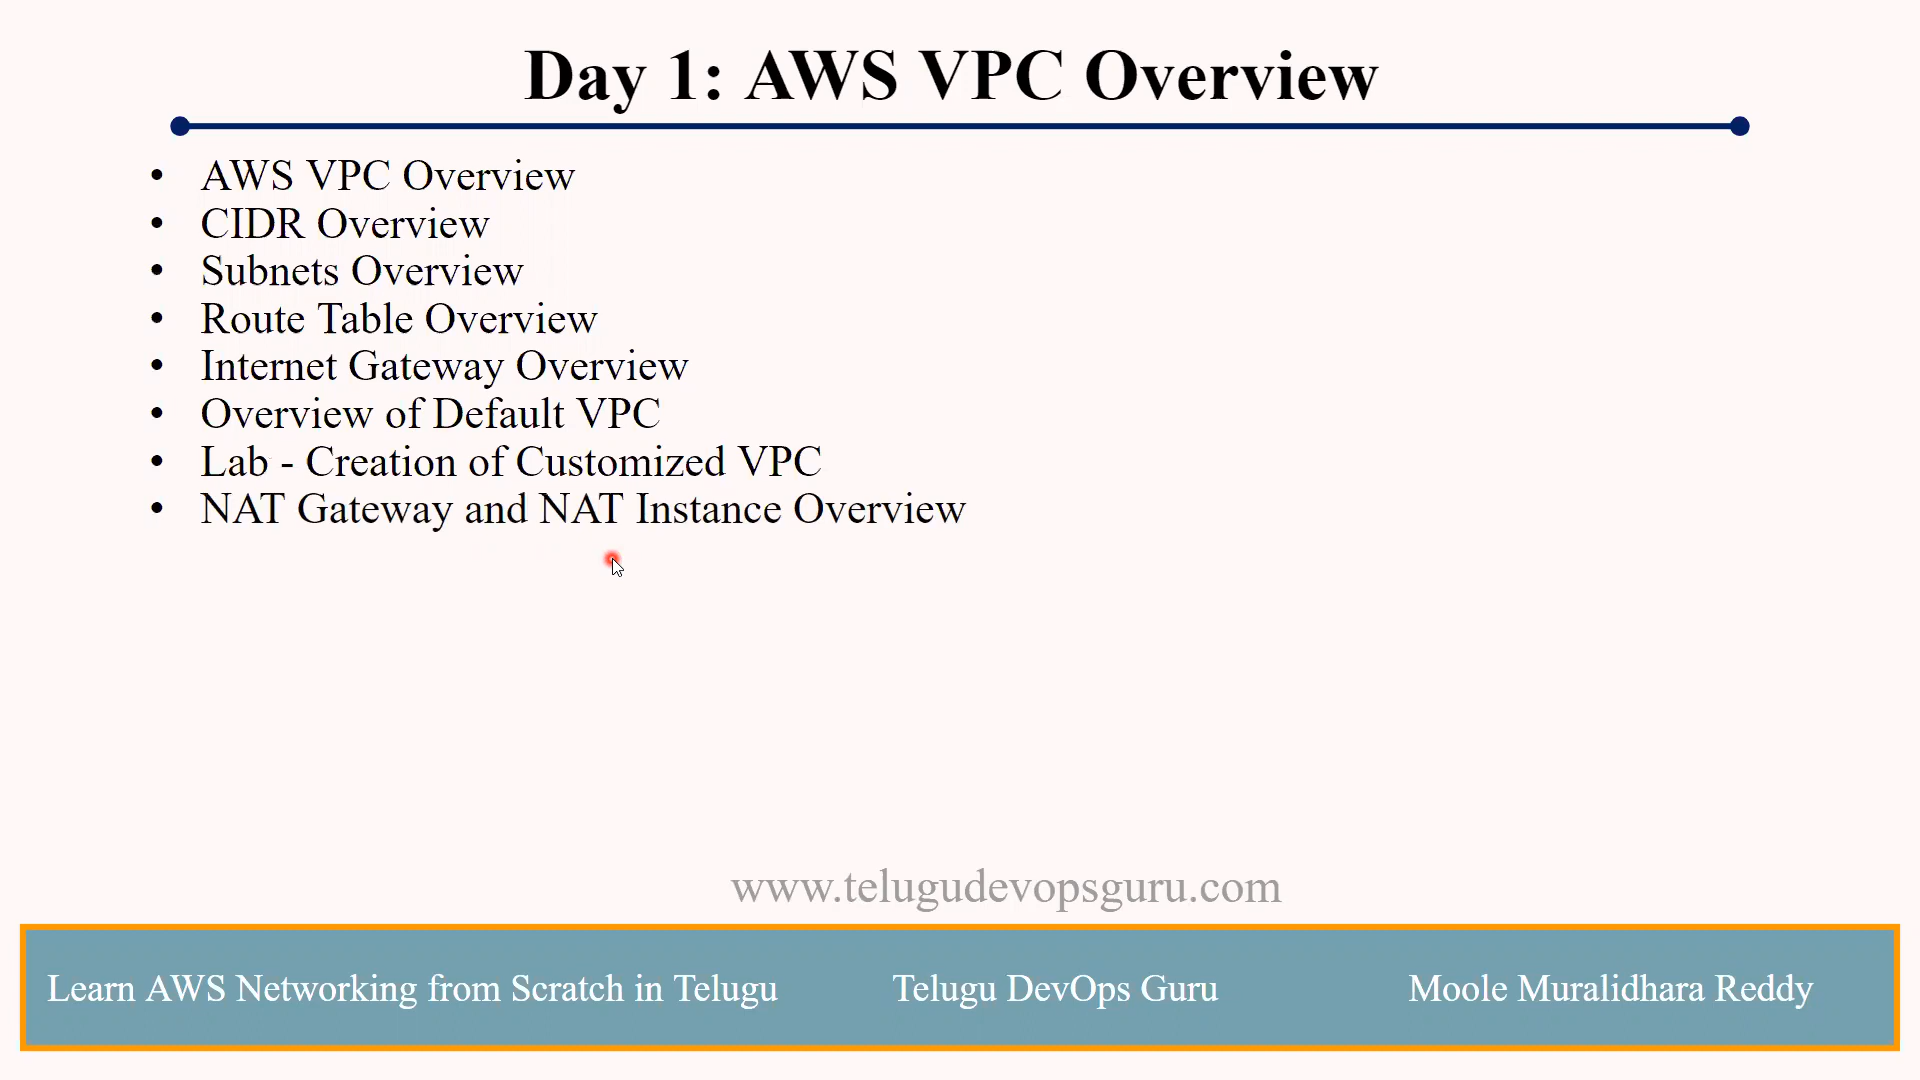 Day 1: AWS VPC Overview
• AWS VPC Overview
• CIDR Overview
• Subnets Overview
• Route Table Overview
• Internet Gateway Overview
• Overview of Default VPC
• Lab - Creation of Customized VPC
• NAT Gateway and NAT Instance Overview
www.telugudevopsguru.com
Learn AWS Networking from Scratch in Telugu
Telugu DevOps Guru
Moole Muralidhara Reddy